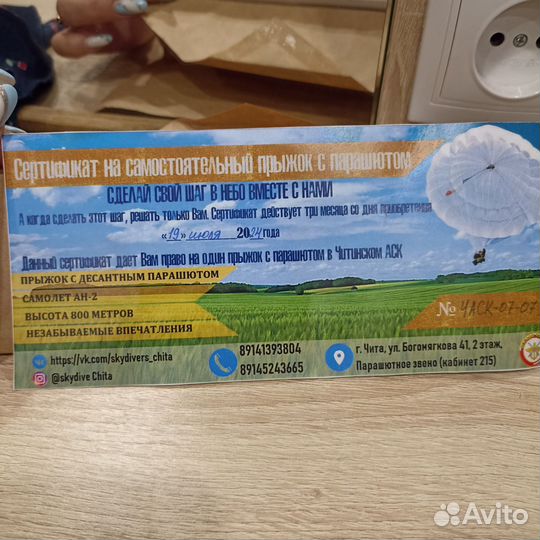 Сертификат на самостоятельный прыжок с парашютом
СДЕЛАЙ СВОЙ ШАГ В НЕБО ВМЕСТЕ С НАМИ
А когда сделать этот шаг, решать только Вам. Сертификат действует три месяца со дня приобретения
«19» июля 2024 года
Данный сертификат дает Вам право на один прыжок с парашютом в Читинском АСК
ПРЫЖОК С ДЕСАНТНЫМ ПАРАШЮТОМ
САМОЛЕТ АН-2
ВЫСОТА 800 МЕТРОВ
НЕЗАБЫВАЕМЫЕ ВПЕЧАТЛЕНИЯ
№ ЧАСК-07-07
https://vk.com/skydivers_chita
@skydive Chita
89141393804
89145243665
г. Чита, ул. Богомягкова 41, 2 этаж,
Парашютное звено (кабинет 215)
Avito